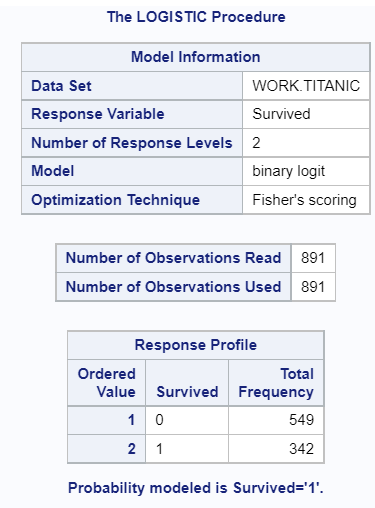 The LOGISTIC Procedure
Model Information
Data Set WORK.TITANIC
Response Variable Survived
Number of Response Levels 2
Model binary logit
Optimization Technique Fisher's scoring
Number of Observations Read 891
Number of Observations Used 891
Response Profile
Ordered Value Survived Total Frequency
1 0 549
2 1 342
Probability modeled is Survived='1'.